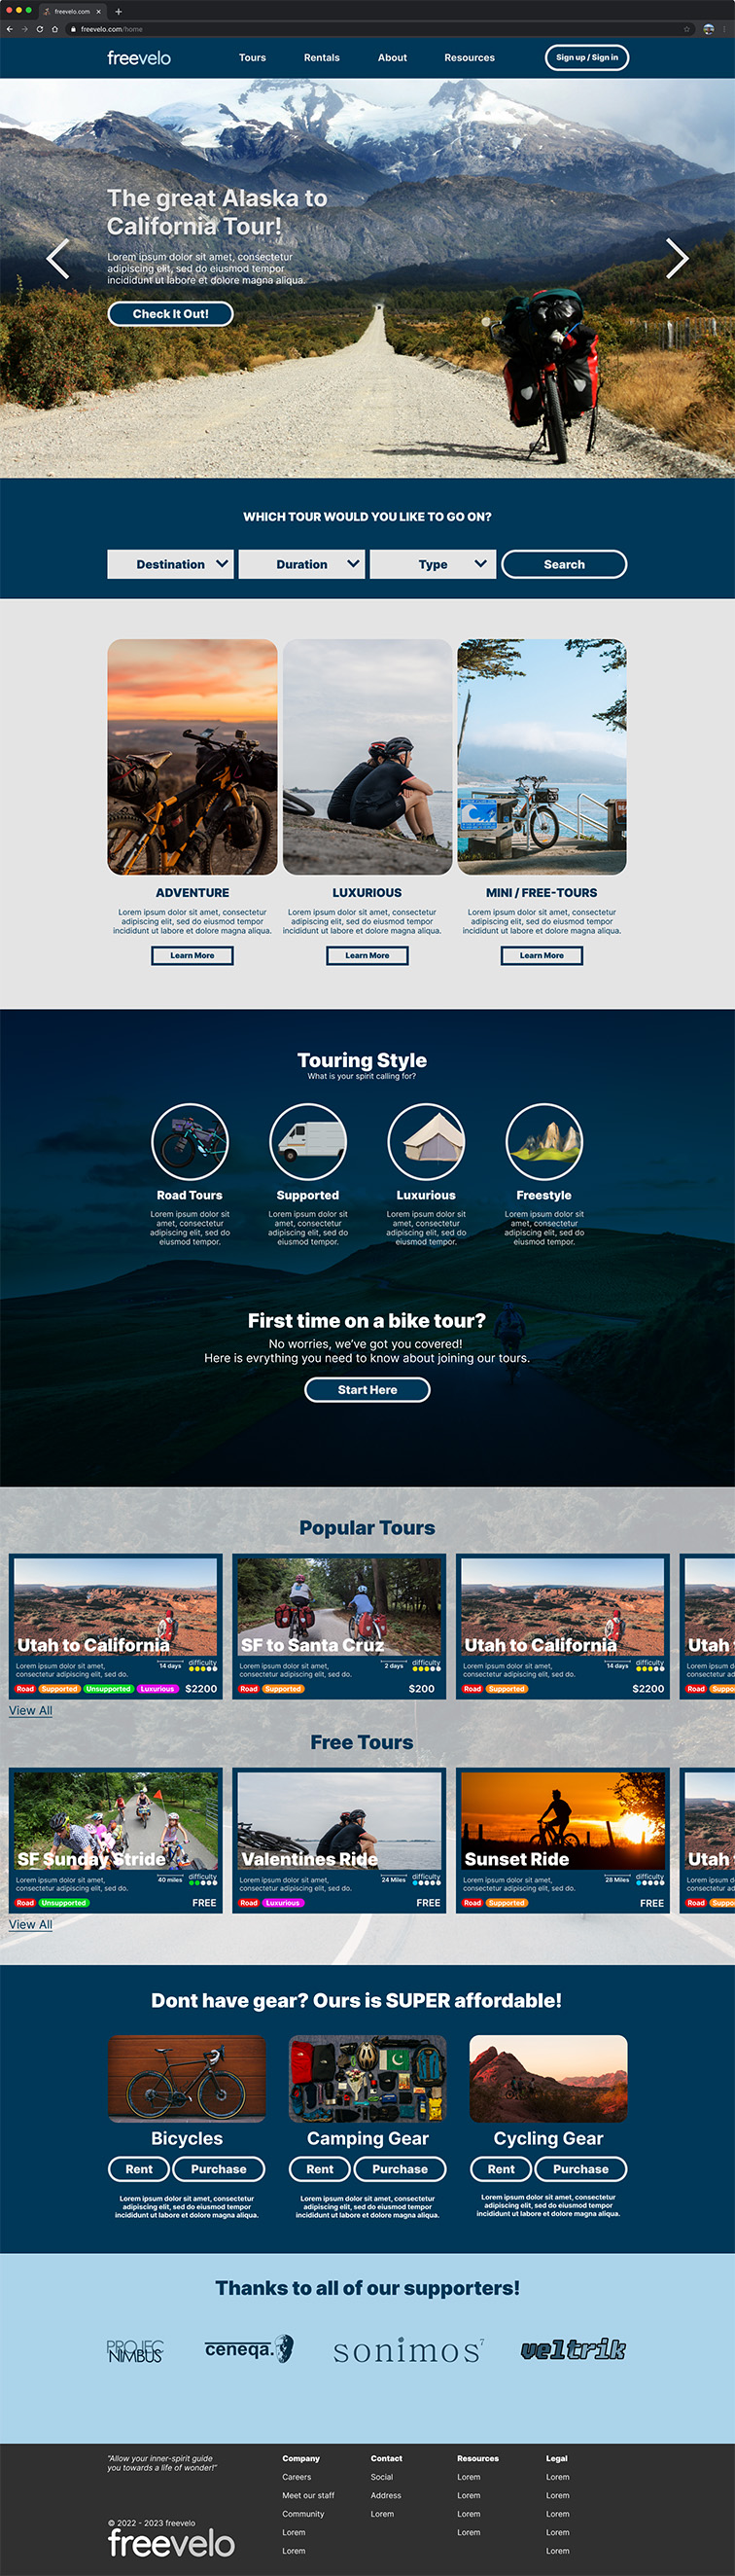 freevelo.com
freevelo.com/home
freevelo
Tours
Rentals
About
Resources
Sign up / Sign in
The great Alaska to
California Tour!
Lorem ipsum dolor sit amet, consectetur
adipiscing elit, sed do eiusmod tempor
incididunt ut labore et dolore magna aliqua.
Check It Out!
WHICH TOUR WOULD YOU LIKE TO GO ON?
Destination
Duration
Type
Search
ADVENTURE
Lorem ipsum dolor sit amet, consectetur
adipiscing elit, sed do eiusmod tempor
incididunt ut labore et dolore magna aliqua.
Learn More
LUXURIOUS
Lorem ipsum dolor sit amet, consectetur
adipiscing elit, sed do eiusmod tempor
incididunt ut labore et dolore magna aliqua.
Learn More
MINI / FREE-TOURS
Lorem ipsum dolor sit amet, consectetur
adipiscing elit, sed do eiusmod tempor
incididunt ut labore et dolore magna aliqua.
Learn More
Touring Style
What is your spirit calling for?
Road Tours
Lorem ipsum dolor sit
amet, consectetur
adipiscing elit, sed do
eiusmod tempor.
Supported
Lorem ipsum dolor sit
amet, consectetur
adipiscing elit, sed do
eiusmod tempor.
Luxurious
Lorem ipsum dolor sit
amet, consectetur
adipiscing elit, sed do
eiusmod tempor.
Freestyle
Lorem ipsum dolor sit
amet, consectetur
adipiscing elit, sed do
eiusmod tempor.
First time on a bike tour?
No worries, we've got you covered!
Here is evrything you need to know about joining our tours.
Start Here
Popular Tours
Utah to California
Lorem ipsum dolor sit amet,
consectetur adipiscing elit, sed do.
14 days
difficulty
Road
Supported
Unsupported
Luxurious
$2200
SF to Santa Cruz
Lorem ipsum dolor sit amet,
consectetur adipiscing elit, sed do.
2 days
difficulty
Road
Supported
$200
Utah to California
Lorem ipsum dolor sit amet,
consectetur adipiscing elit, sed do.
14 days
difficulty
Road
Supported
$2200
Utah
Lorem ipsum d
consectetur ad
Road
Suppo
View All
Free Tours
SF Sunday Stride
Lorem ipsum dolor sit amet,
consectetur adipiscing elit, sed do.
40 miles
difficulty
Road
Unsupported
FREE
Valentines Ride
Lorem ipsum dolor sit amet,
consectetur adipiscing elit, sed do.
24 Miles
difficulty
Road
Luxurious
FREE
Sunset Ride
Lorem ipsum dolor sit amet,
consectetur adipiscing elit, sed do.
28 Miles
difficulty
Road
Supported
FREE
Utah
Lorem ipsum d
consectetur ad
Road
Suppo
View All
Dont have gear? Ours is SUPER affordable!
Bicycles
Rent
Purchase
Lorem ipsum dolor sit amet, consectetur
adipiscing elit, sed do eiusmod tempor
incididunt ut labore et dolore magna aliqua.
Camping Gear
Rent
Purchase
Lorem ipsum dolor sit amet, consectetur
adipiscing elit, sed do eiusmod tempor
incididunt ut labore et dolore magna aliqua.
Cycling Gear
Rent
Purchase
Lorem ipsum dolor sit amet, consectetur
adipiscing elit, sed do eiusmod tempor
incididunt ut labore et dolore magna aliqua.
Thanks to all of our supporters!
PROJEC
NIMBUS
ceneqa.
sonimos7
veltrik
"Allow your inner-spirit guide
you towards a life of wonder!"
© 2022 - 2023 freevelo
freevelo
Company
Careers
Meet our staff
Community
Lorem
Lorem
Contact
Social
Address
Lorem
Resources
Lorem
Lorem
Lorem
Lorem
Legal
Lorem
Lorem
Lorem
Lorem
Lorem